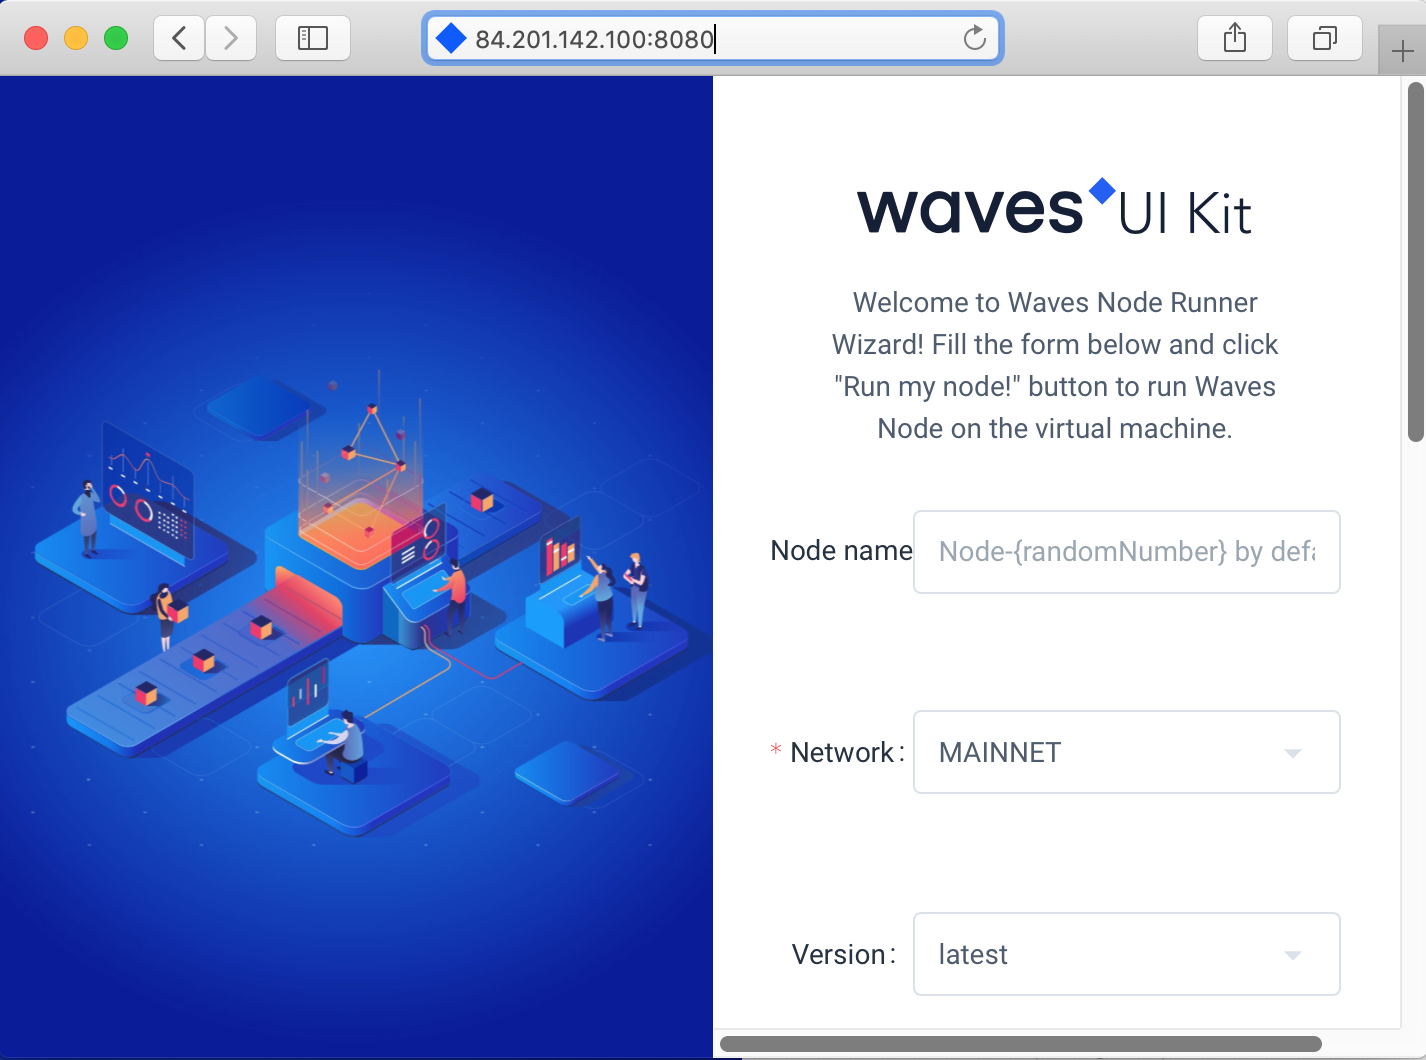 84.201.142.100:8080
waves UI Kit
Welcome to Waves Node Runner
Wizard! Fill the form below and click
"Run my node!" button to run Waves
Node on the virtual machine.
Node name
Node-{randomNumber} by defa
* Network:
MAINNET
Version:
latest